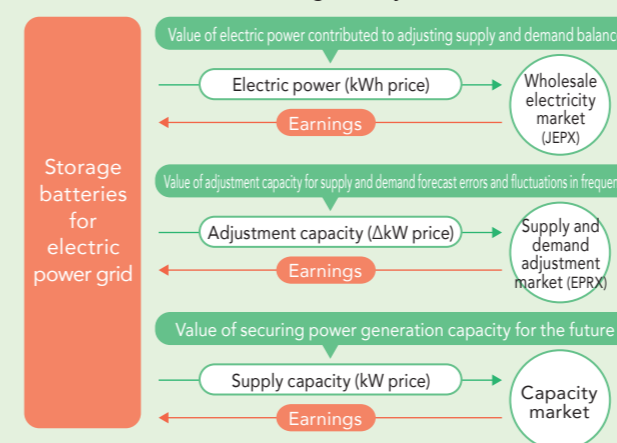 Value of electric power contributed to adjusting supply and demand balance
Electric power (kWh price)
Earnings
Wholesale
electricity
market
(JEPX)
Storage
batteries
for
electric
power grid
Value of adjustment capacity for supply and demand forecast errors and fluctuations in
Adjustment capacity (ΔkW price)
Earnings
Supply and
demand
adjustment
market (EPRX)
Value of securing power generation capacity for the future
Supply capacity (kW price)
Earnings
Capacity
market